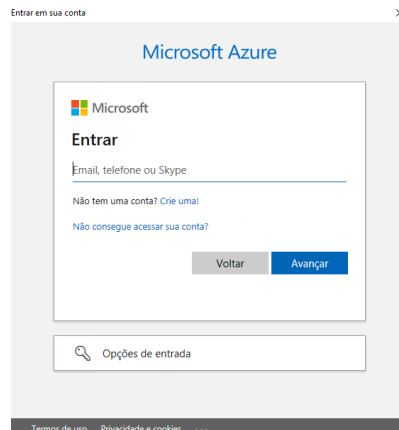 Entrar em sua conta
Microsoft Azure
Microsoft
Entrar
Email, telefone ou Skype
Não tem uma conta? Crie uma!
Não consegue acessar sua conta?
Voltar Avançar
Opções de entrada
Termos de uso Privacidade e cookies ...